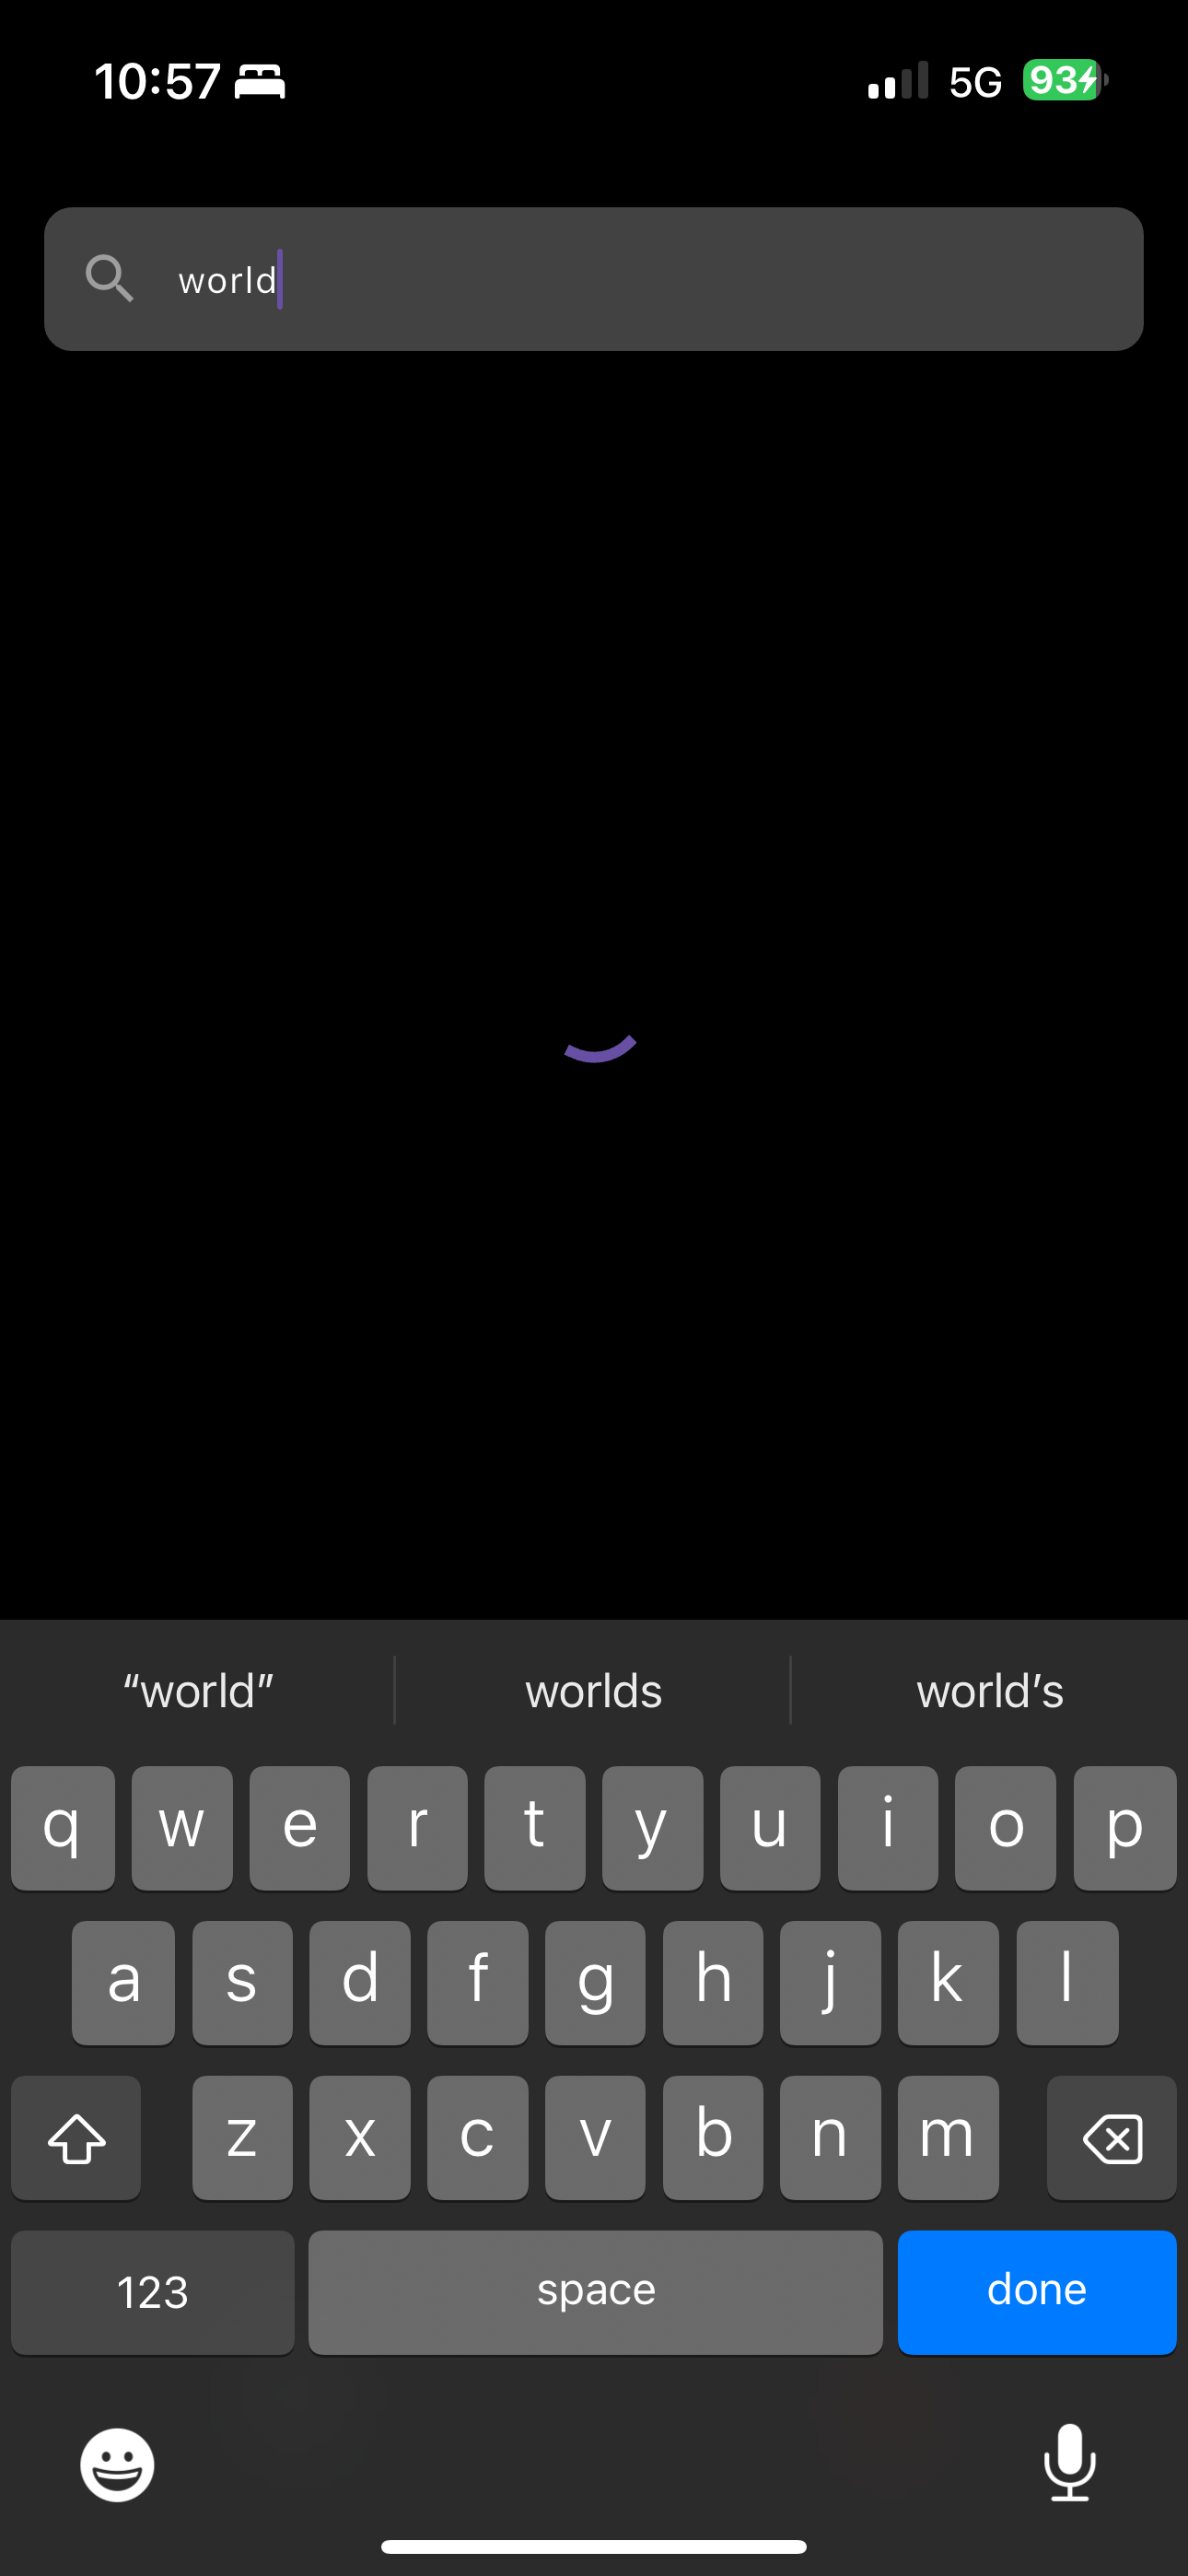 10:57 5G 93
world
“world” worlds world’s
q w e r t y u i o p
a s d f g h j k l
z x c v b n m
123 space done